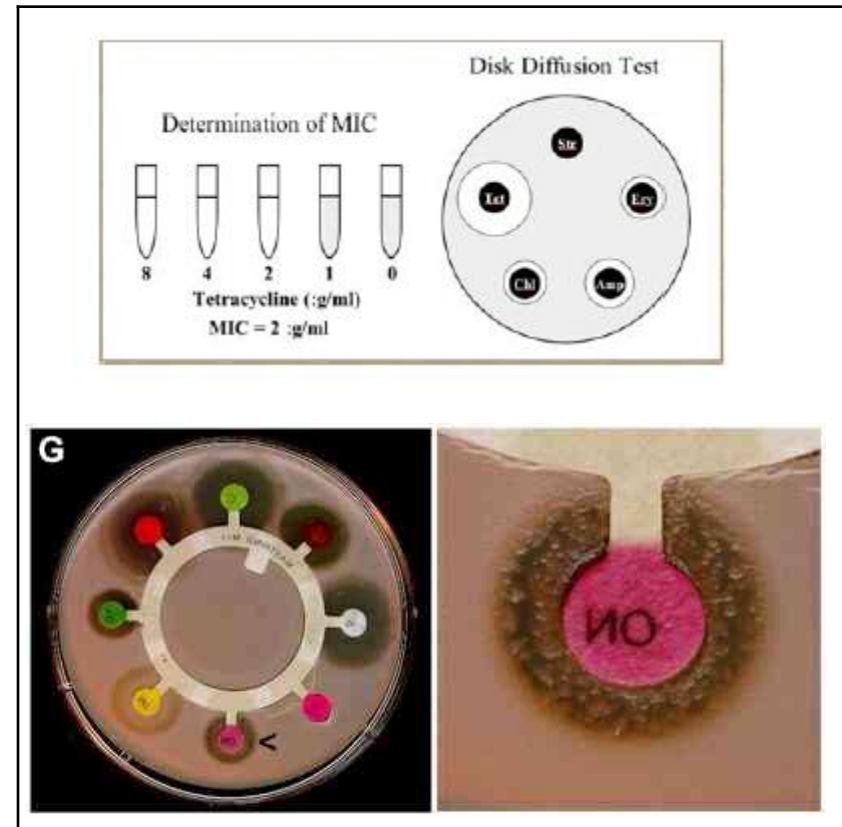 Disk Diffusion Test
Determination of MIC
Str
Tet
Ery
8 4 2 1 0
Chl
Amp
Tetracycline (:g/ml)
MIC = 2 :g/ml
G
NO